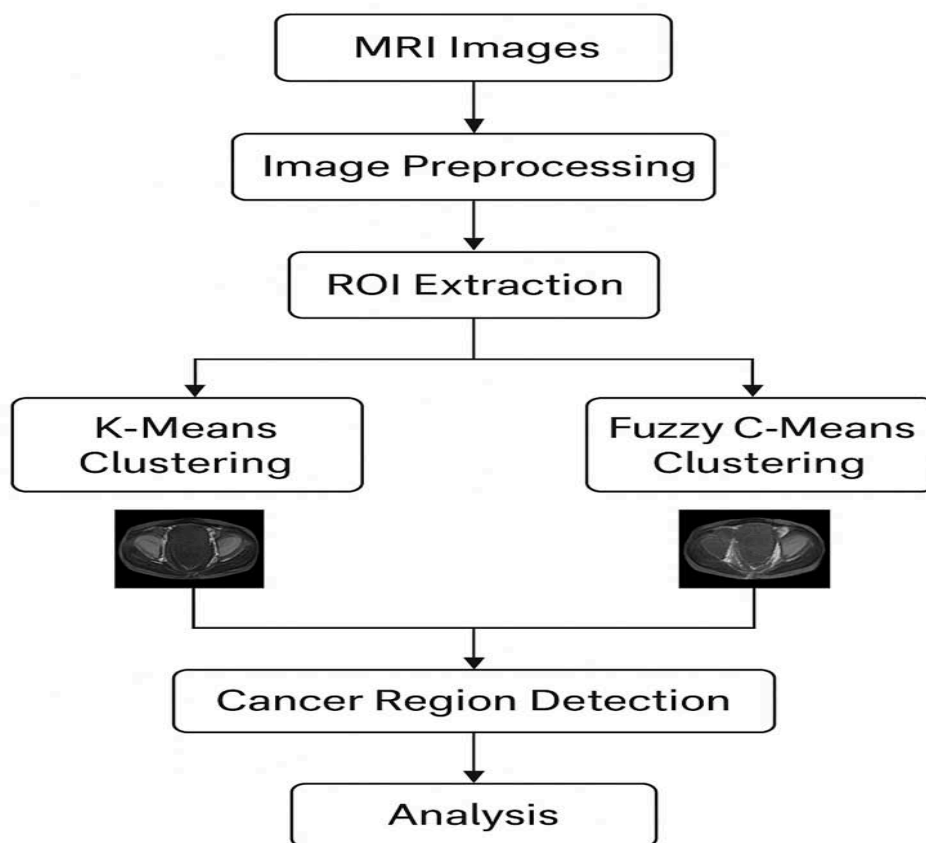 MRI Images
Image Preprocessing
ROI Extraction
K-Means
Clustering
Fuzzy C-Means
Clustering
Cancer Region Detection
Analysis